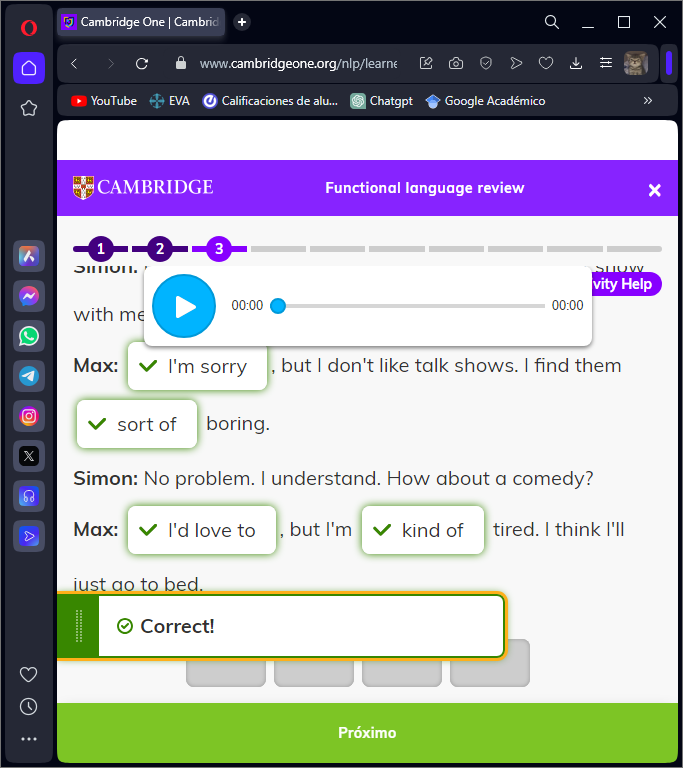 Cambridge One | Cambrid
www.cambridgeone.org/nlp/learne
YouTube EVA Calificaciones de alu... Chatgpt Google Académico »
CAMBRIDGE Functional language review
1 2 3
Simon: show
vity Help
with me
00:00 00:00
Max: I'm sorry , but I don't like talk shows. I find them
sort of boring.
Simon: No problem. I understand. How about a comedy?
Max: I'd love to , but I'm kind of tired. I think I'll
just go to bed.
Correct!
Próximo